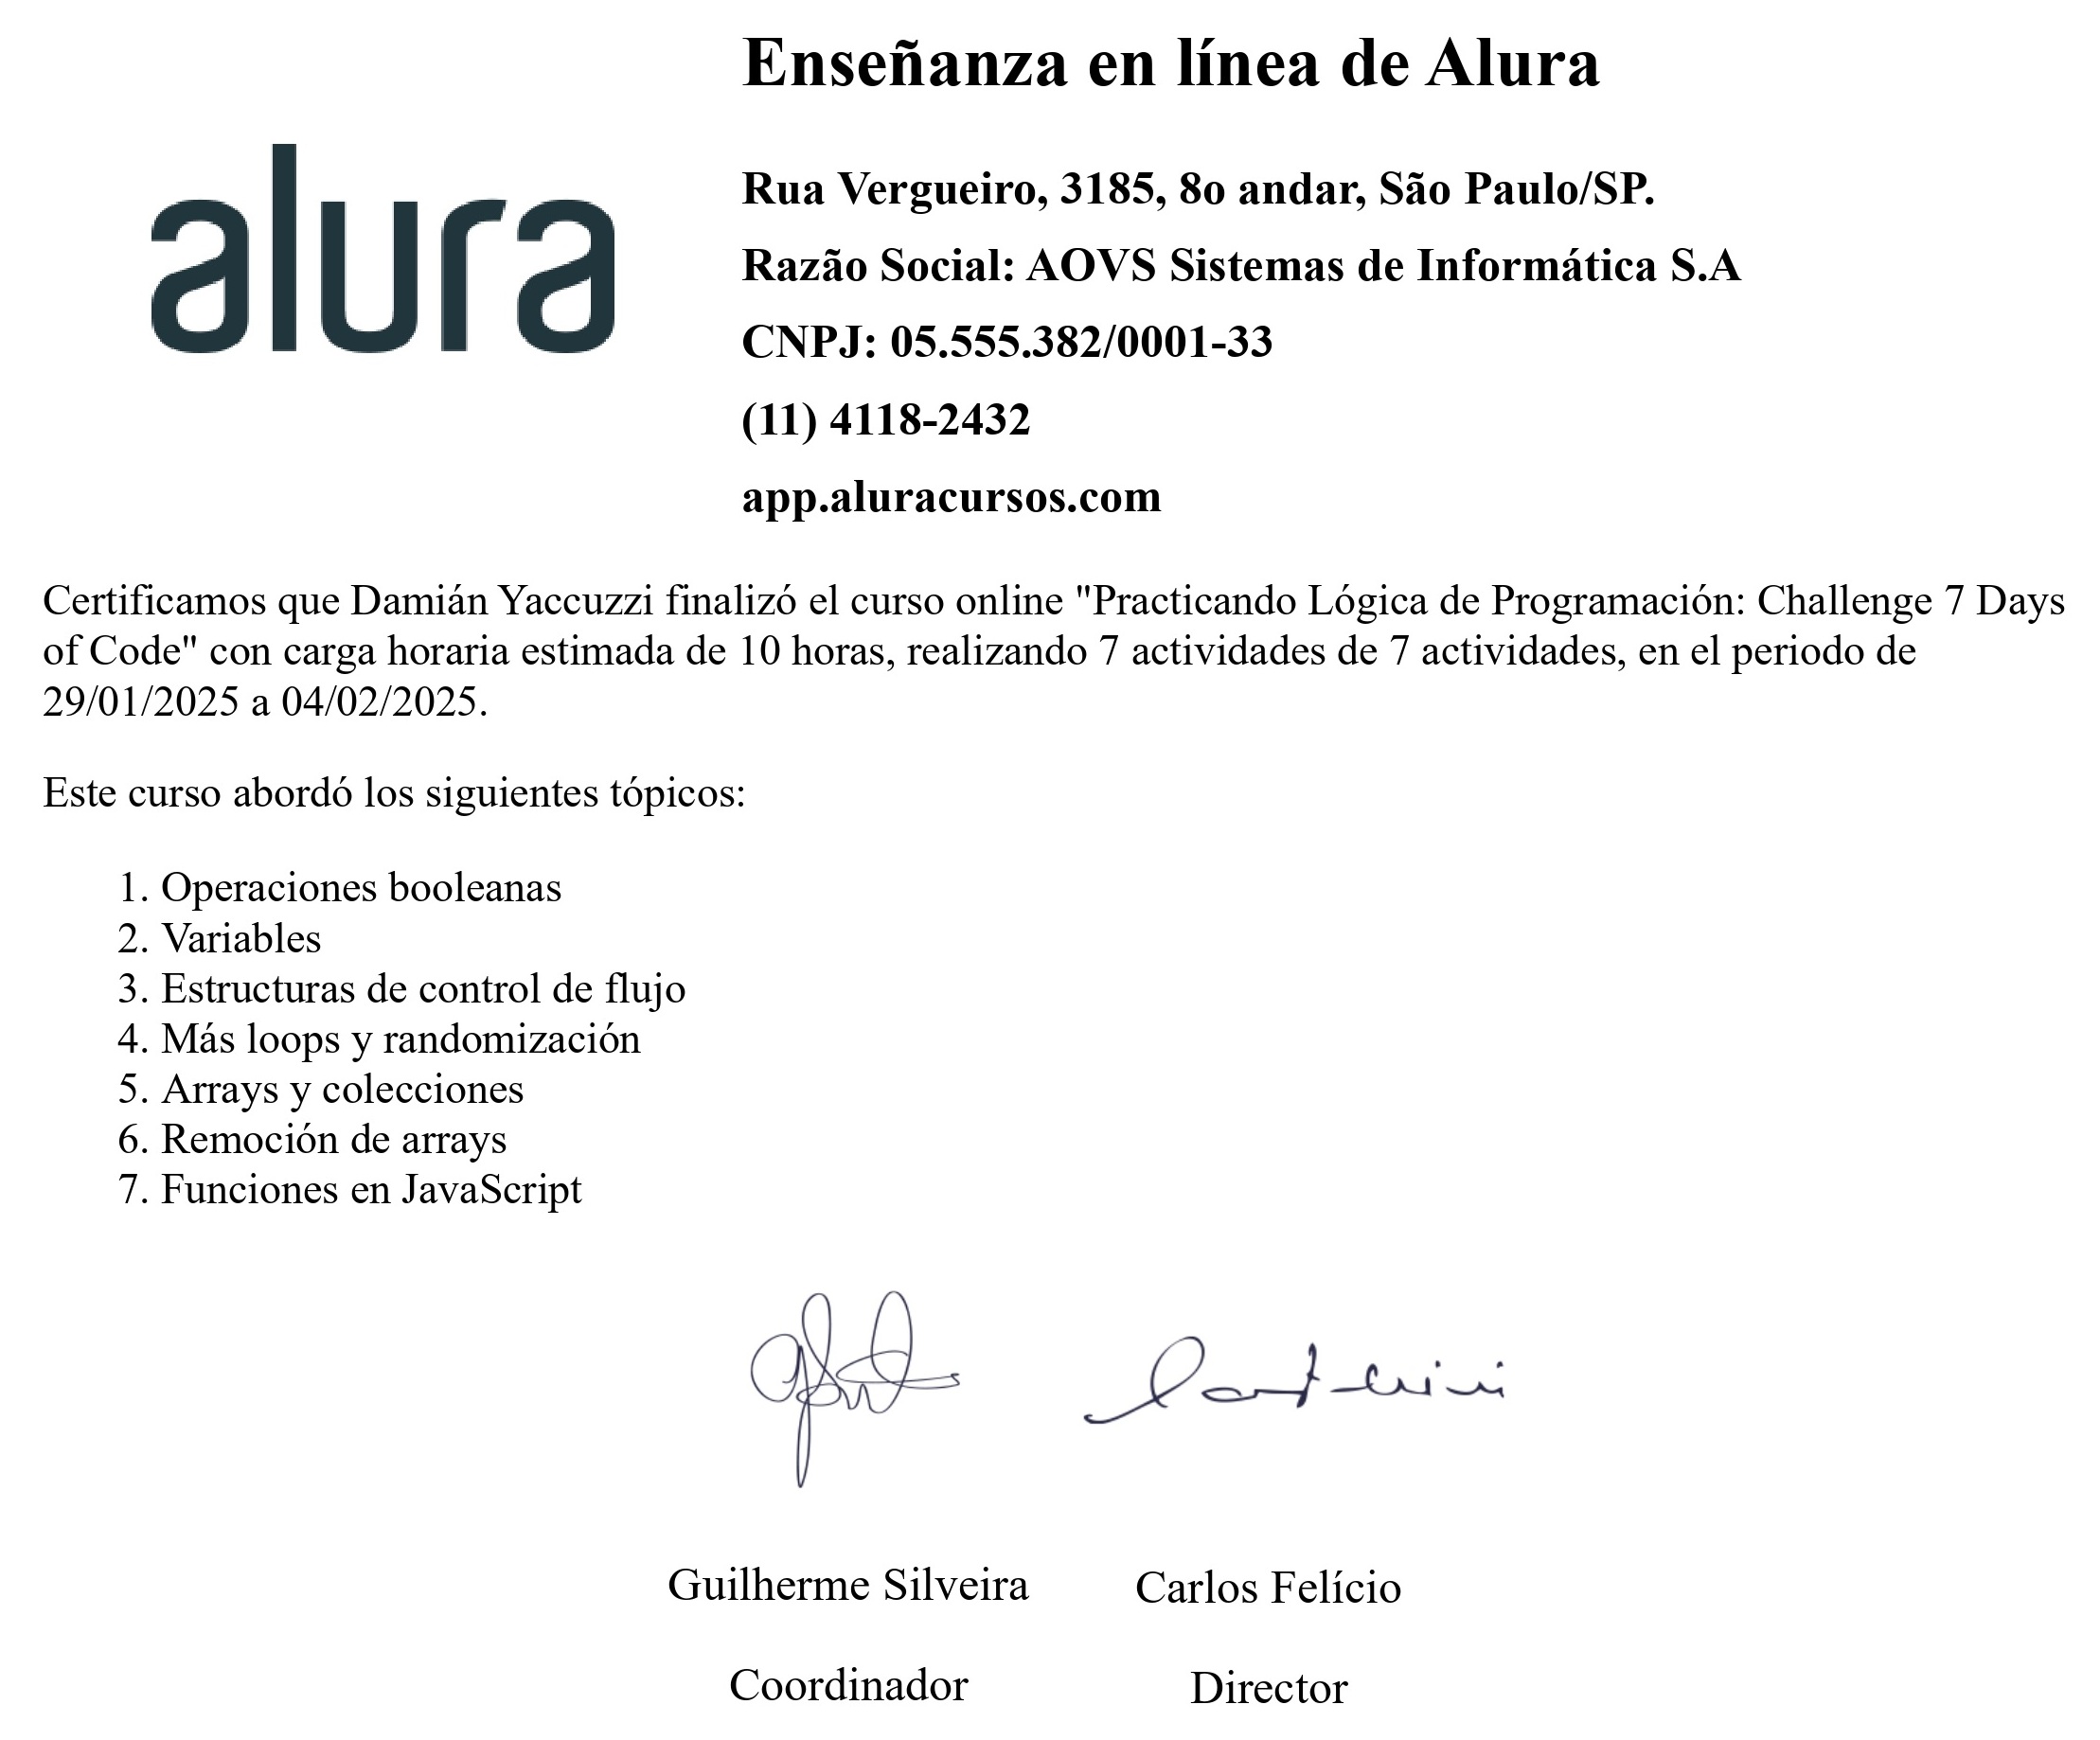 Enseñanza en línea de Alura
alura
Rua Vergueiro, 3185, 8o andar, São Paulo/SP.
Razão Social: AOVS Sistemas de Informática S.A
CNPJ: 05.555.382/0001-33
(11) 4118-2432
app.aluracursos.com
Certificamos que Damián Yaccuzzi finalizó el curso online "Practicando Lógica de Programación: Challenge 7 Days
of Code" con carga horaria estimada de 10 horas, realizando 7 actividades de 7 actividades, en el periodo de
29/01/2025 a 04/02/2025.
Este curso abordó los siguientes tópicos:
1. Operaciones booleanas
2. Variables
3. Estructuras de control de flujo
4. Más loops y randomización
5. Arrays y colecciones
6. Remoción de arrays
7. Funciones en JavaScript
Guilherme Silveira
Carlos Felício
Coordinador
Director